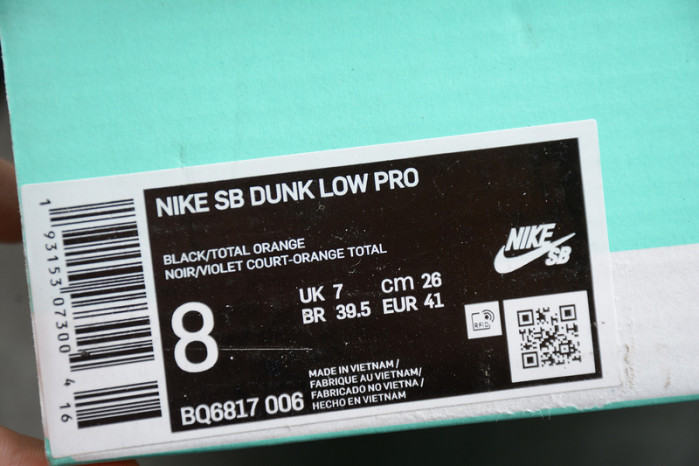 NIKE SB DUNK LOW PRO
BLACK/TOTAL ORANGE
NOIR/VIOLET COURT-ORANGE TOTAL
8
UK 7 cm 26
BR 39.5 EUR 41
NIKE SB
RFID
MADE IN VIETNAM /
FABRIQUE AU VIETNAM/
FABRICADO NO VIETNA /
HECHO EN VIETNAM
BQ6817 006
1 93153 07300 4 16